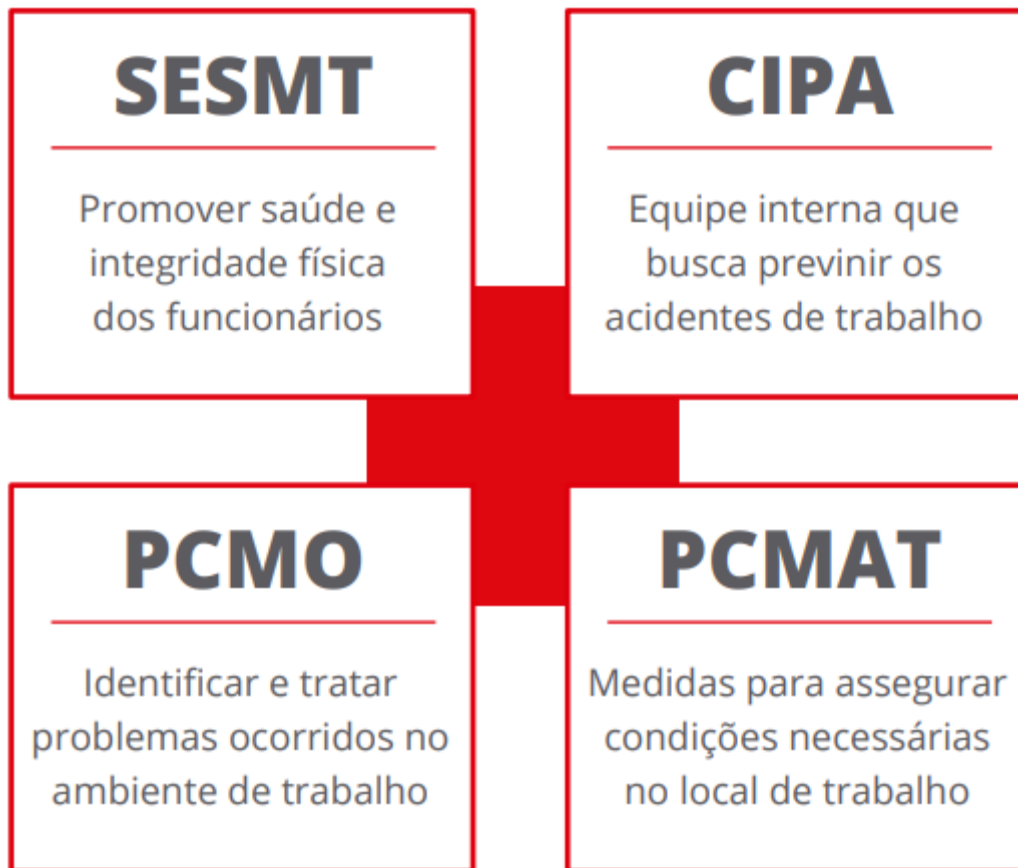 SESMT
Promover saúde e
integridade física
dos funcionários
CIPA
Equipe interna que
busca previnir os
acidentes de trabalho
PCMO
Identificar e tratar
problemas ocorridos no
ambiente de trabalho
PCMAT
Medidas para assegurar
condições necessárias
no local de trabalho